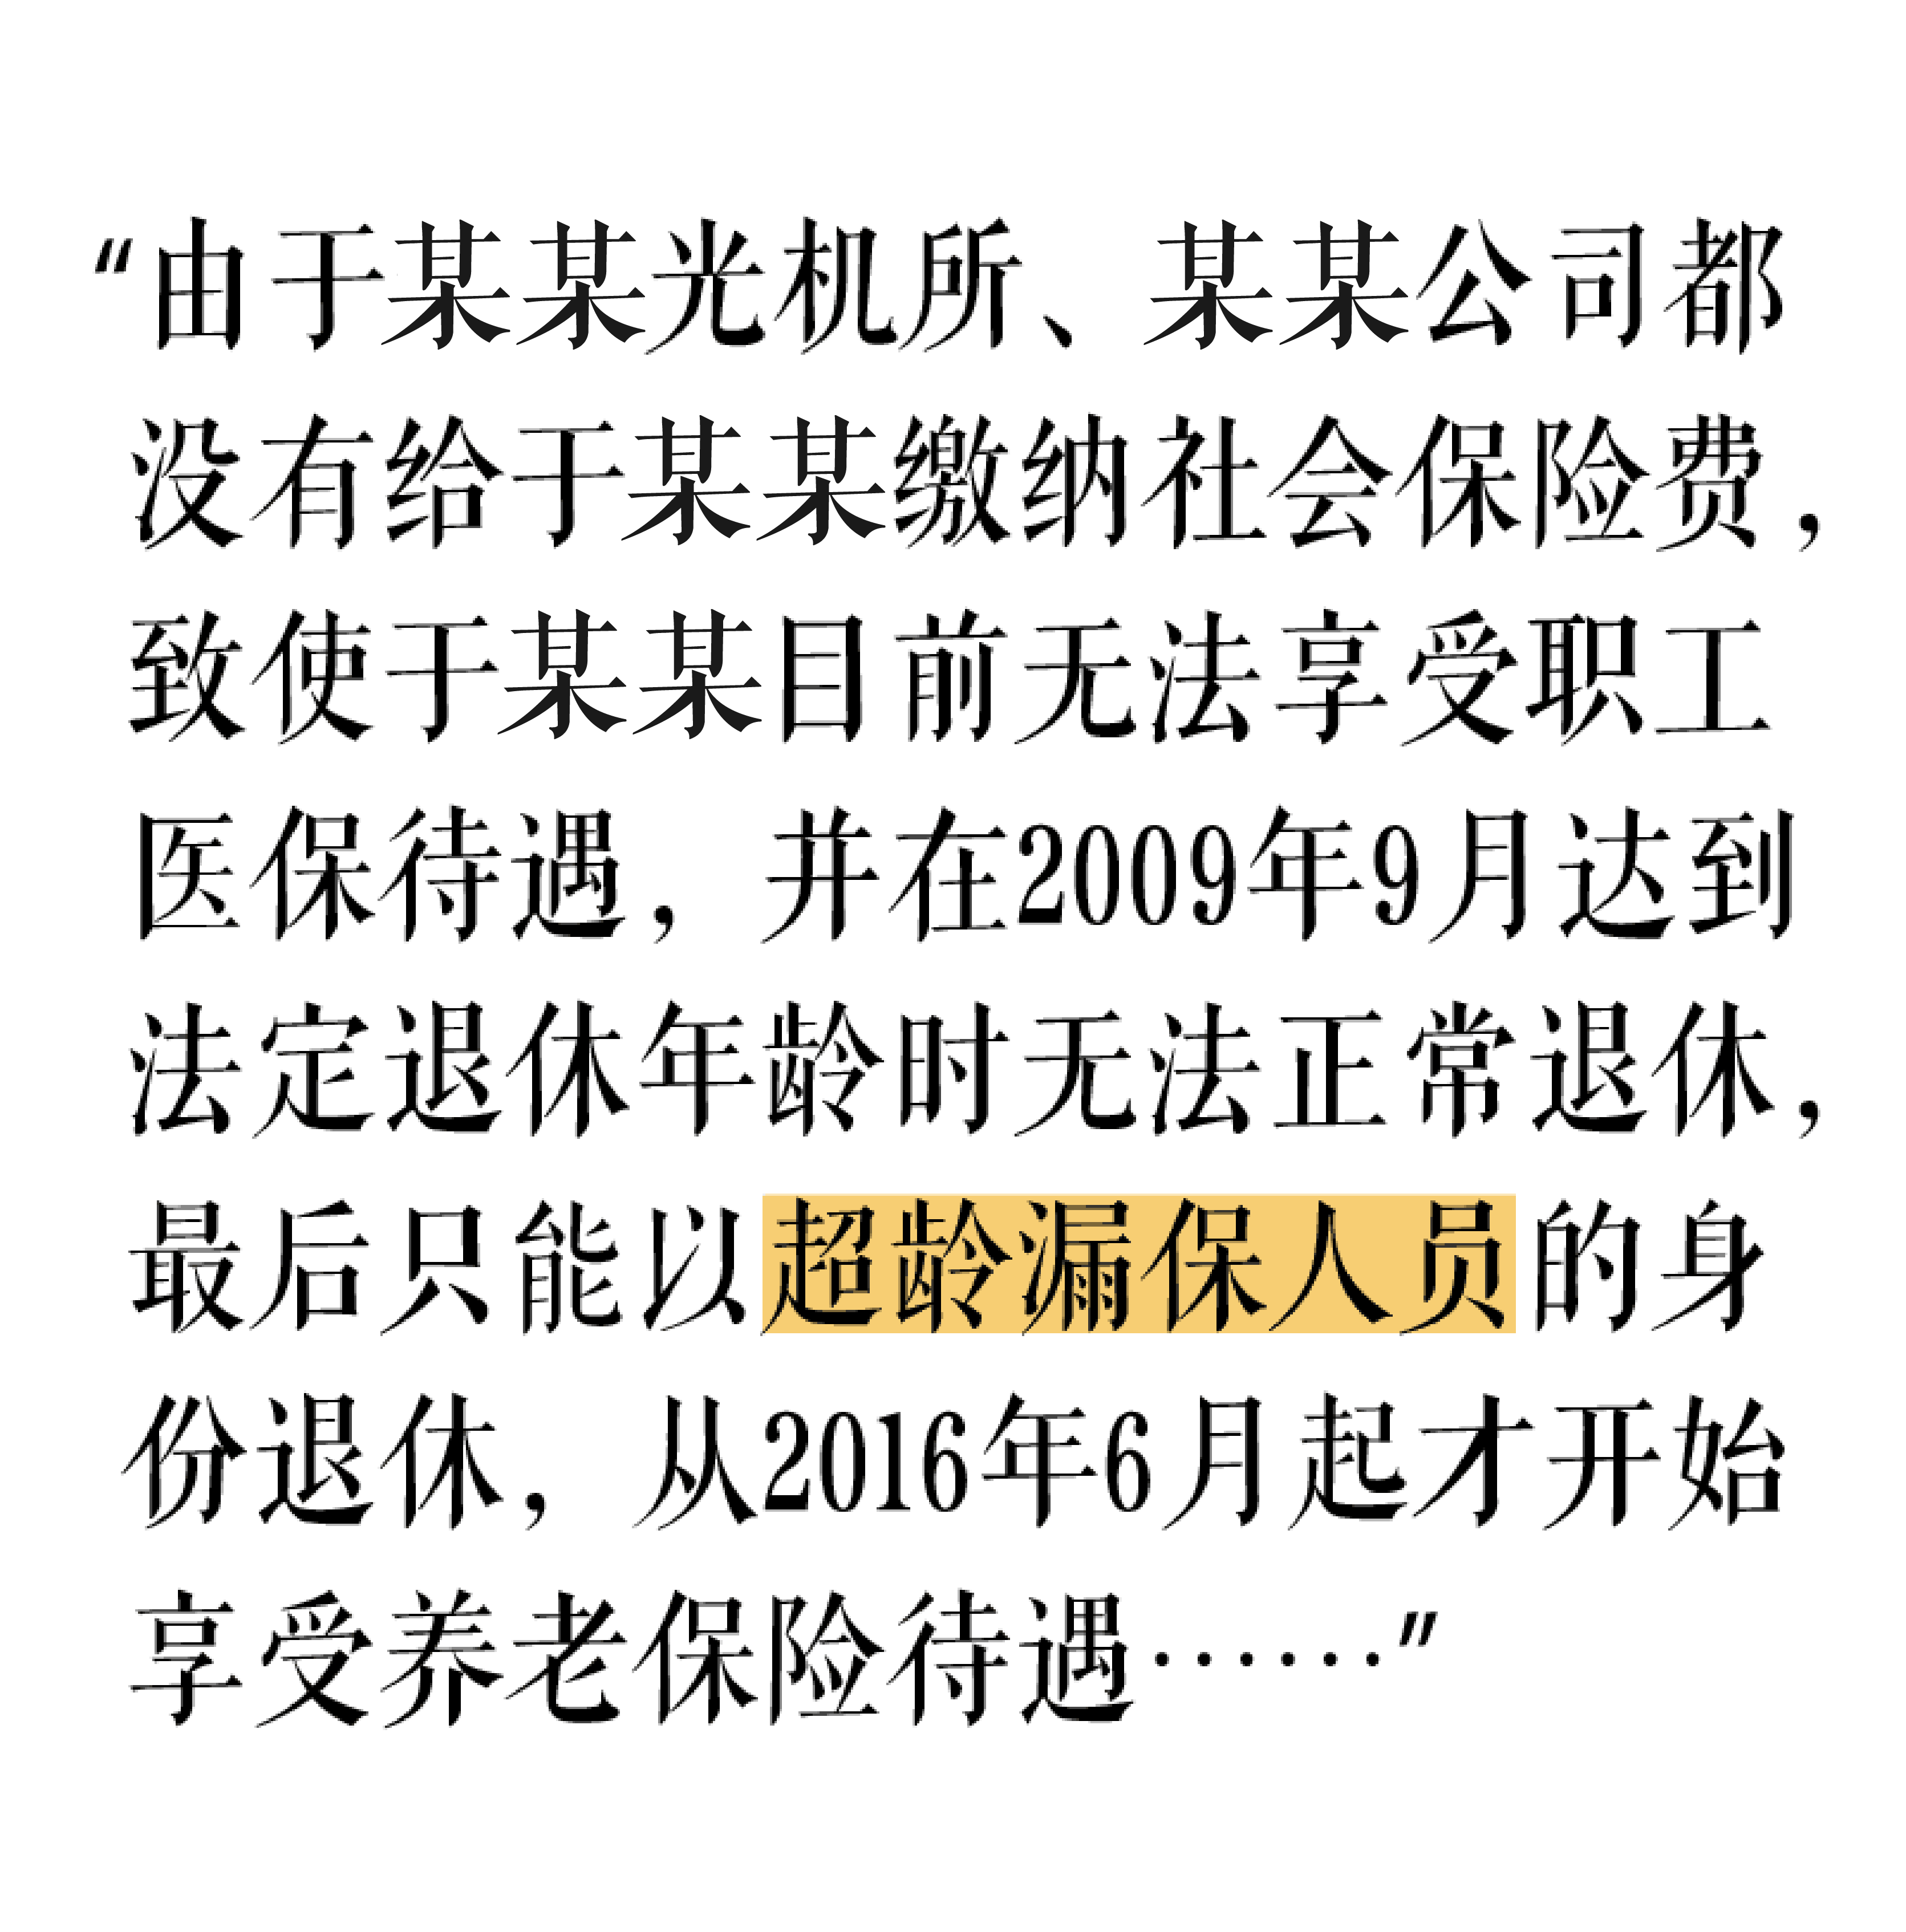 “由于某某光机所、某某公司都
没有给于某某缴纳社会保险费，
致使于某某目前无法享受职工
医保待遇，并在2009年9月达到
法定退休年龄时无法正常退休，
最后只能以超龄漏保人员的身
份退休，从2016年6月起才开始
享受养老保险待遇……”